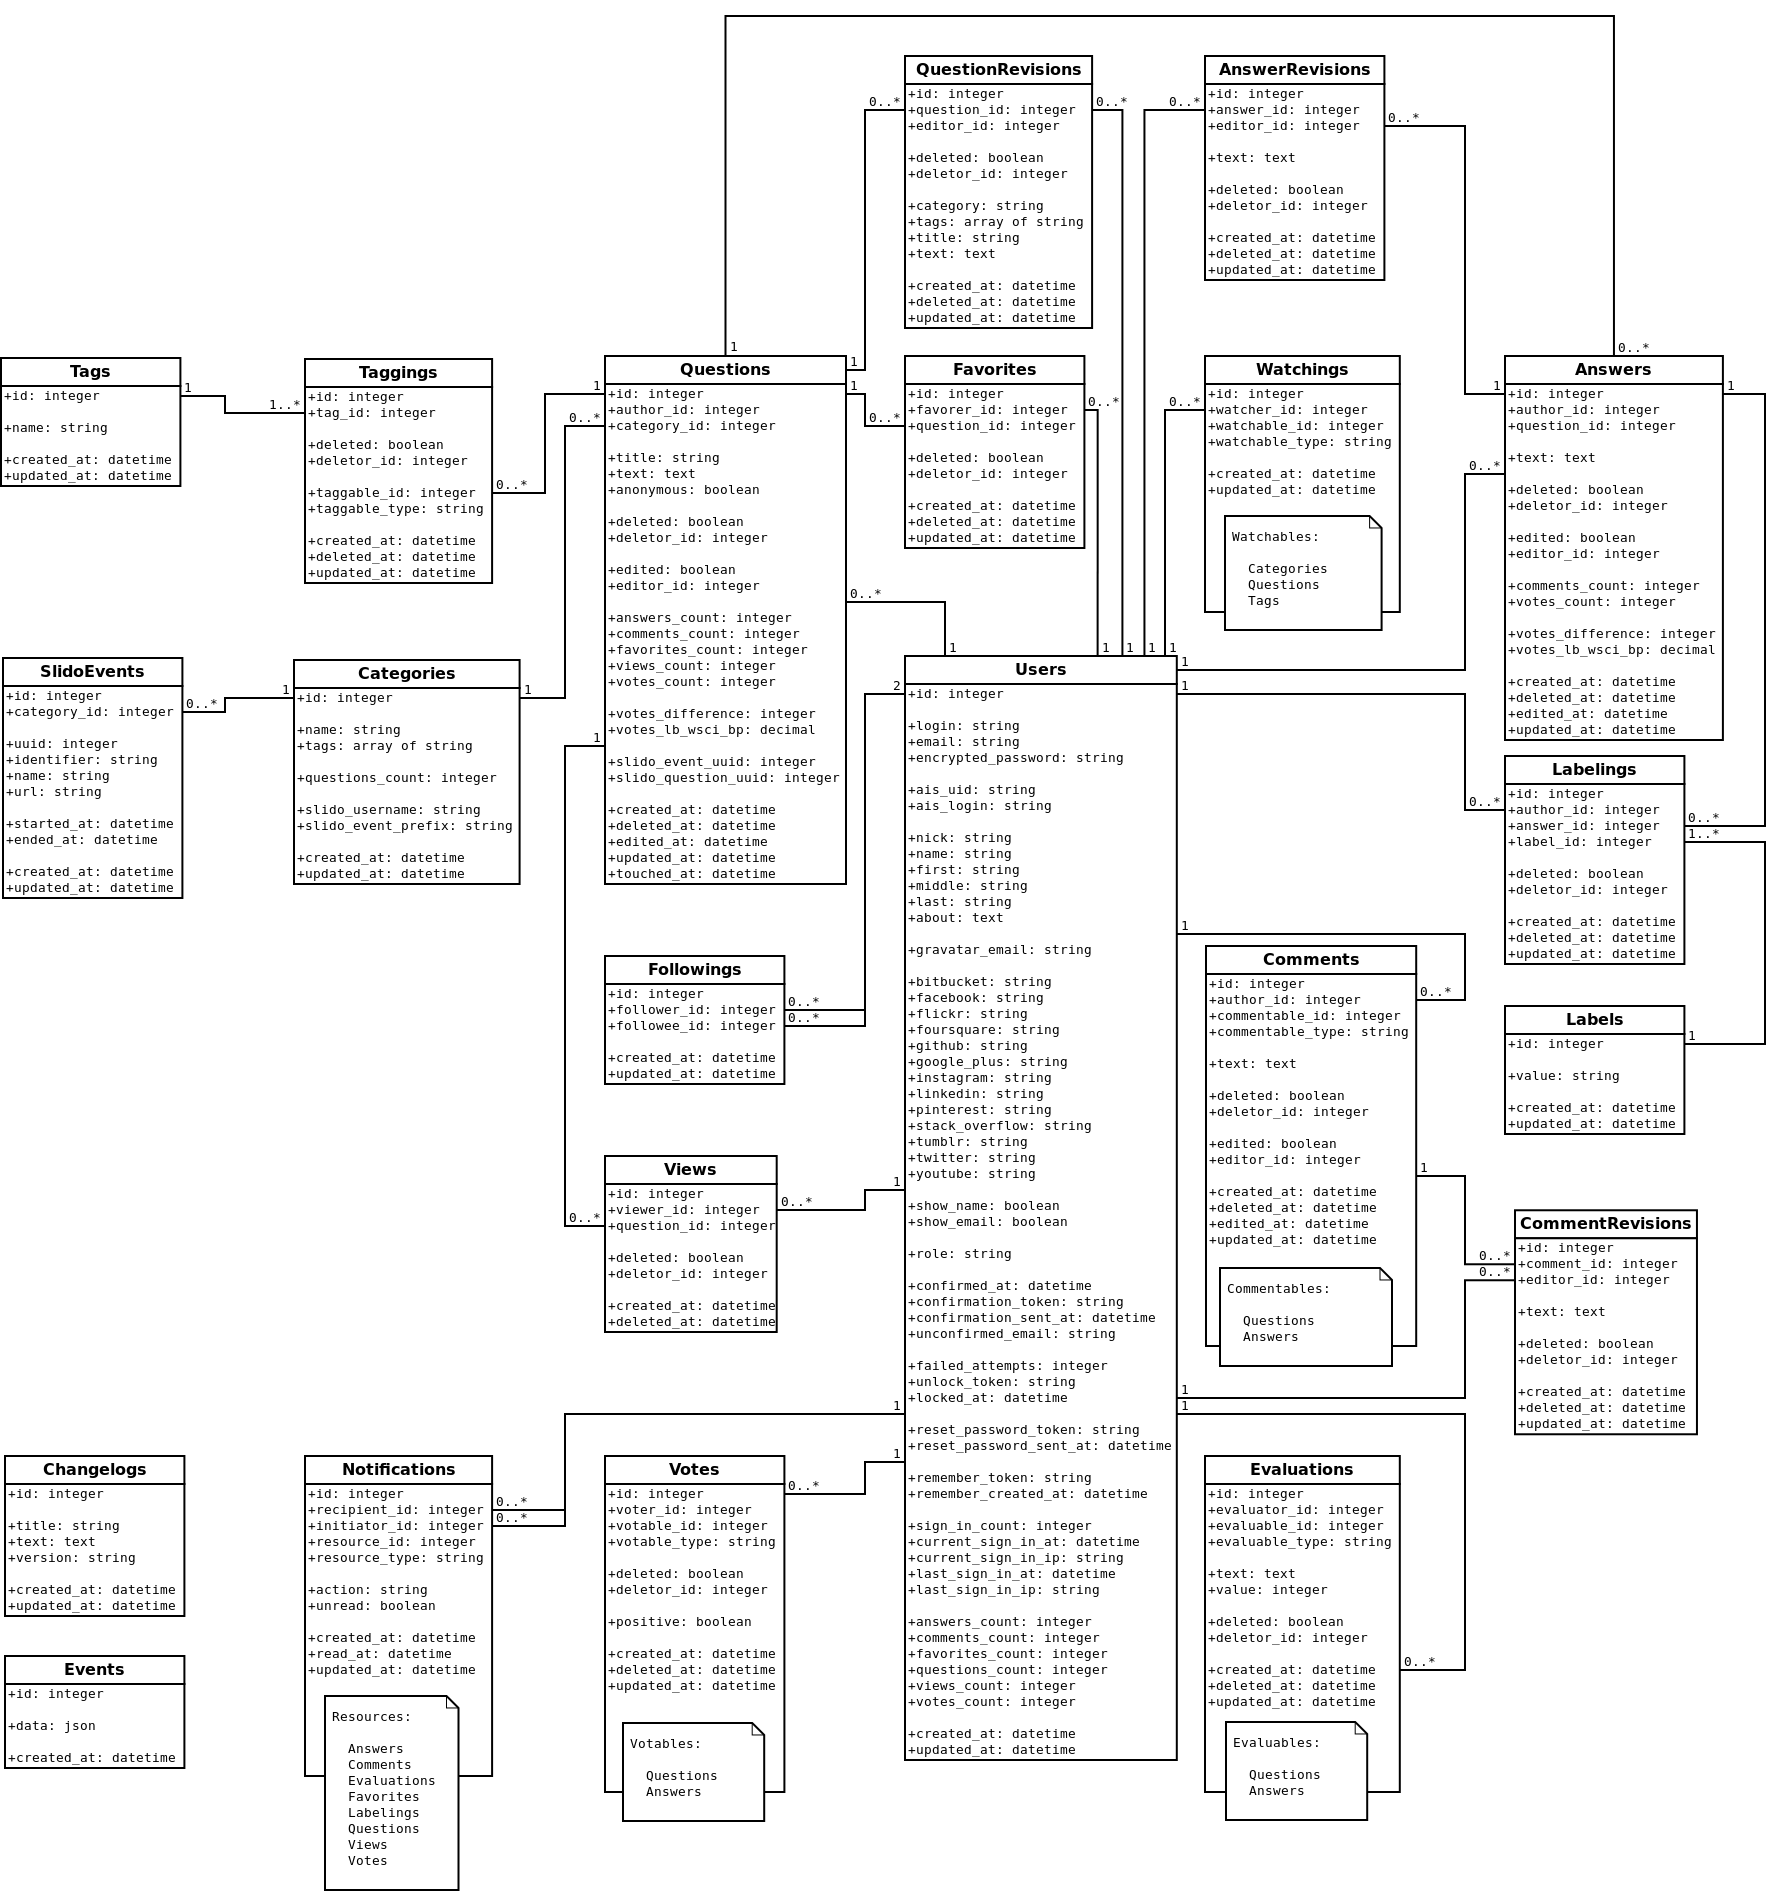 QuestionRevisions
+id: integer
+question_id: integer
+editor_id: integer
+deleted: boolean
+deletor_id: integer
+category: string
+tags: array of string
+title: string
+text: text
+created_at: datetime
+deleted_at: datetime
+updated_at: datetime
0..*
0..*
AnswerRevisions
+id: integer
+answer_id: integer
+editor_id: integer
+text: text
+deleted: boolean
+deletor_id: integer
+created_at: datetime
+deleted_at: datetime
+updated_at: datetime
0..*
0..*
Tags
+id: integer
+name: string
+created_at: datetime
+updated_at: datetime
1
1..*
Taggings
+id: integer
+tag_id: integer
+deleted: boolean
+deletor_id: integer
+taggable_id: integer
+taggable_type: string
+created_at: datetime
+deleted_at: datetime
+updated_at: datetime
0..*
1
0..*
1
1
1
1
Questions
+id: integer
+author_id: integer
+category_id: integer
+title: string
+text: text
+anonymous: boolean
+deleted: boolean
+deletor_id: integer
+edited: boolean
+editor_id: integer
+answers_count: integer
+comments_count: integer
+favorites_count: integer
+views_count: integer
+votes_count: integer
+votes_difference: integer
+votes_lb_wsci_bp: decimal
+slido_event_uuid: integer
+slido_question_uuid: integer
+created_at: datetime
+deleted_at: datetime
+edited_at: datetime
+updated_at: datetime
+touched_at: datetime
0..*
0..*
Favorites
+id: integer
+favorer_id: integer
+question_id: integer
+deleted: boolean
+deletor_id: integer
+created_at: datetime
+deleted_at: datetime
+updated_at: datetime
0..*
0..*
Watchings
+id: integer
+watcher_id: integer
+watchable_id: integer
+watchable_type: string
+created_at: datetime
+updated_at: datetime
Watchables:
Categories
Questions
Tags
0..*
1
1
0..*
Answers
+id: integer
+author_id: integer
+question_id: integer
+text: text
+deleted: boolean
+deletor_id: integer
+edited: boolean
+editor_id: integer
+comments_count: integer
+votes_count: integer
+votes_difference: integer
+votes_lb_wsci_bp: decimal
+created_at: datetime
+deleted_at: datetime
+edited_at: datetime
+updated_at: datetime
SlidoEvents
+id: integer
+category_id: integer
+uuid: integer
+identifier: string
+name: string
+url: string
+started_at: datetime
+ended_at: datetime
+created_at: datetime
+updated_at: datetime
0..*
1
1
Categories
+id: integer
+name: string
+tags: array of string
+questions_count: integer
+slido_username: string
+slido_event_prefix: string
+created_at: datetime
+updated_at: datetime
1
1
1
1
1
1
1
2
1
1
1
1
1
1
Users
+id: integer
+login: string
+email: string
+encrypted_password: string
+ais_uid: string
+ais_login: string
+nick: string
+name: string
+first: string
+middle: string
+last: string
+about: text
+gravatar_email: string
+bitbucket: string
+facebook: string
+flickr: string
+foursquare: string
+github: string
+google_plus: string
+instagram: string
+linkedin: string
+pinterest: string
+stack_overflow: string
+tumblr: string
+twitter: string
+youtube: string
+show_name: boolean
+show_email: boolean
+role: string
+confirmed_at: datetime
+confirmation_token: string
+confirmation_sent_at: datetime
+unconfirmed_email: string
+failed_attempts: integer
+unlock_token: string
+locked_at: datetime
+reset_password_token: string
+reset_password_sent_at: datetime
+remember_token: string
+remember_created_at: datetime
+sign_in_count: integer
+current_sign_in_at: datetime
+current_sign_in_ip: string
+last_sign_in_at: datetime
+last_sign_in_ip: string
+answers_count: integer
+comments_count: integer
+favorites_count: integer
+questions_count: integer
+views_count: integer
+votes_count: integer
+created_at: datetime
+updated_at: datetime
0..*
0..*
1..*
Labelings
+id: integer
+author_id: integer
+answer_id: integer
+label_id: integer
+deleted: boolean
+deletor_id: integer
+created_at: datetime
+deleted_at: datetime
+updated_at: datetime
Followings
+id: integer
+follower_id: integer
+followee_id: integer
+created_at: datetime
+updated_at: datetime
0..*
0..*
Comments
+id: integer
+author_id: integer
+commentable_id: integer
+commentable_type: string
+text: text
+deleted: boolean
+deletor_id: integer
+edited: boolean
+editor_id: integer
+created_at: datetime
+deleted_at: datetime
+edited_at: datetime
+updated_at: datetime
Commentables:
Questions
Answers
0..*
1
Labels
+id: integer
+value: string
+created_at: datetime
+updated_at: datetime
1
Views
+id: integer
+viewer_id: integer
+question_id: integer
+deleted: boolean
+deletor_id: integer
+created_at: datetime
+deleted_at: datetime
0..*
0..*
CommentRevisions
+id: integer
+comment_id: integer
+editor_id: integer
+text: text
+deleted: boolean
+deletor_id: integer
+created_at: datetime
+deleted_at: datetime
+updated_at: datetime
0..*
0..*
Changelogs
+id: integer
+title: string
+text: text
+version: string
+created_at: datetime
+updated_at: datetime
Notifications
+id: integer
+recipient_id: integer
+initiator_id: integer
+resource_id: integer
+resource_type: string
+action: string
+unread: boolean
+created_at: datetime
+read_at: datetime
+updated_at: datetime
Resources:
Answers
Comments
Evaluations
Favorites
Labelings
Questions
Views
Votes
0..*
0..*
Votes
+id: integer
+voter_id: integer
+votable_id: integer
+votable_type: string
+deleted: boolean
+deletor_id: integer
+positive: boolean
+created_at: datetime
+deleted_at: datetime
+updated_at: datetime
Votables:
Questions
Answers
0..*
Evaluations
+id: integer
+evaluator_id: integer
+evaluable_id: integer
+evaluable_type: string
+text: text
+value: integer
+deleted: boolean
+deletor_id: integer
+created_at: datetime
+deleted_at: datetime
+updated_at: datetime
Evaluables:
Questions
Answers
0..*
Events
+id: integer
+data: json
+created_at: datetime